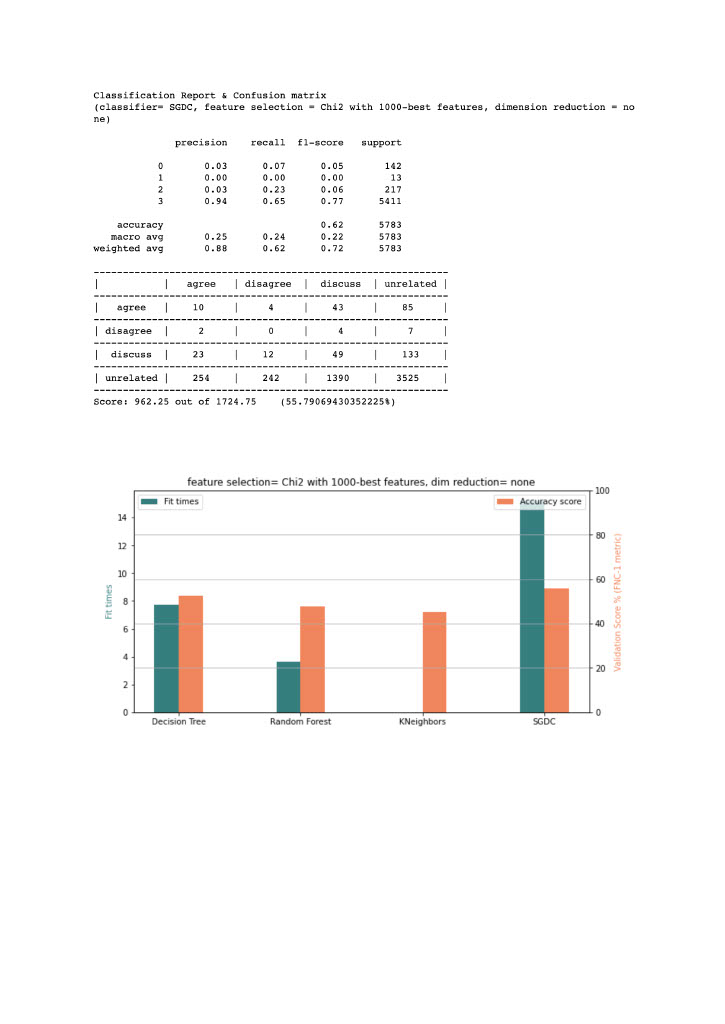 Classification Report & Confusion matrix
(classifier= SGDC, feature selection = Chi2 with 1000-best features, dimension reduction = no
ne)
precision recall f1-score support
0 0.03 0.07 0.05 142
1 0.00 0.00 0.00 13
2 0.03 0.23 0.06 217
3 0.94 0.65 0.77 5411
accuracy 0.62 5783
macro avg 0.25 0.24 0.22 5783
weighted avg 0.88 0.62 0.72 5783
-------------------------------------------------------------
| | agree | disagree | discuss | unrelated |
-------------------------------------------------------------
| agree | 10 | 4 | 43 | 85 |
-------------------------------------------------------------
| disagree | 2 | 0 | 4 | 7 |
-------------------------------------------------------------
| discuss | 23 | 12 | 49 | 133 |
-------------------------------------------------------------
| unrelated | 254 | 242 | 1390 | 3525 |
-------------------------------------------------------------
Score: 962.25 out of 1724.75 (55.79069430352225%)
feature selection= Chi2 with 1000-best features, dim reduction= none
Fit times
Accuracy score
Fit times
14
12
10
8
6
4
2
0
100
80
60
40
20
0
Validation Score % (FNC-1 metric)
Decision Tree Random Forest KNeighbors SGDC